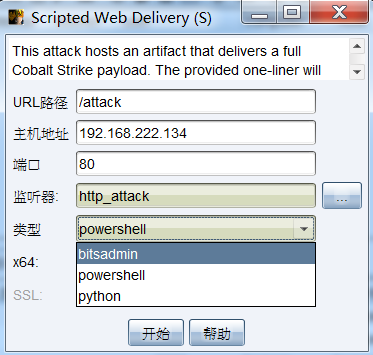 Scripted Web Delivery (S)
This attack hosts an artifact that delivers a full
Cobalt Strike payload. The provided one-liner will
URL路径 /attack
主机地址 192.168.222.134
端口 80
监听器: http_attack ...
类型 powershell
bitsadmin
x64:
powershell
SSL: python
开始 帮助